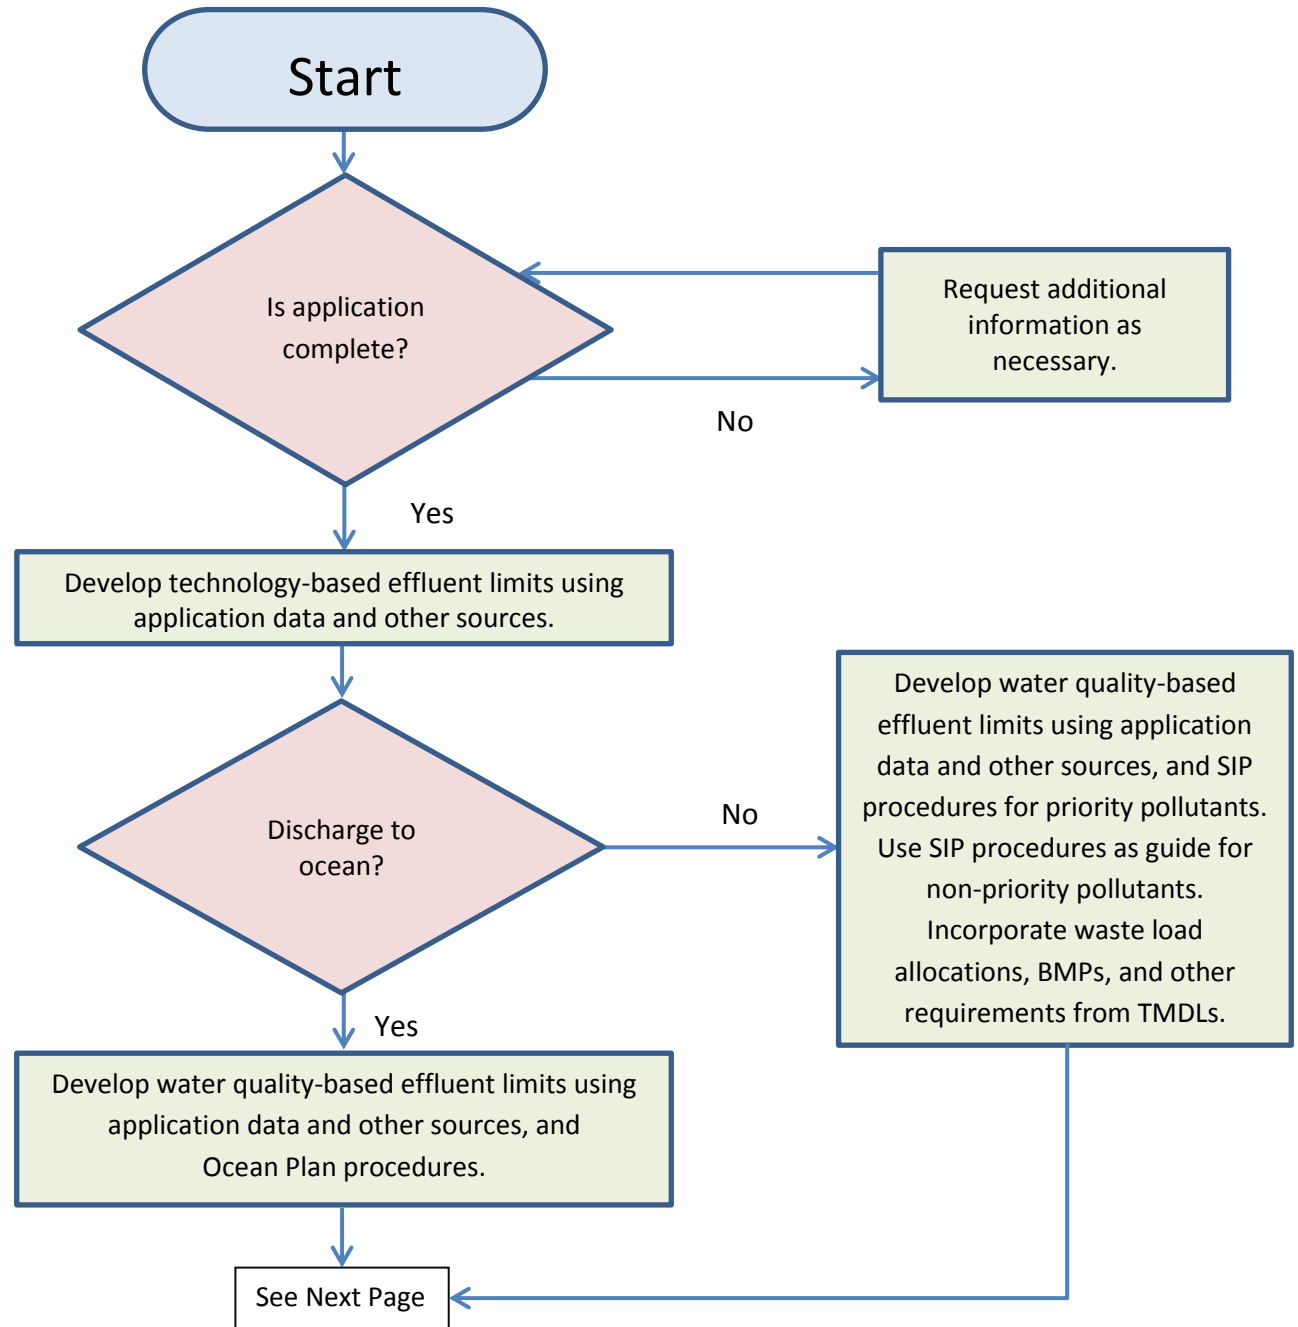 Start
Is application
complete?
Request additional
information as
necessary.
No
Yes
Develop technology-based effluent limits using
application data and other sources.
Discharge to
ocean?
No
Develop water quality-based
effluent limits using application
data and other sources, and SIP
procedures for priority pollutants.
Use SIP procedures as guide for
non-priority pollutants.
Incorporate waste load
allocations, BMPs, and other
requirements from TMDLs.
Yes
Develop water quality-based effluent limits using
application data and other sources, and
Ocean Plan procedures.
See Next Page